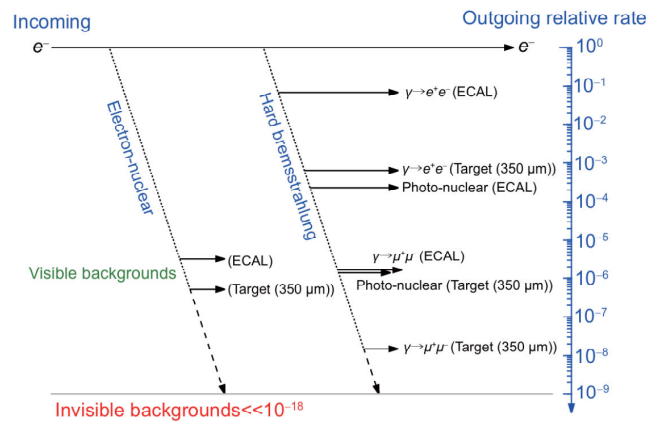 Incoming
Outgoing relative rate
e⁻
e⁻
10⁰
γ→e⁺e⁻ (ECAL)
10⁻¹
10⁻²
Electron-nuclear
Hard bremsstrahlung
γ→e⁺e⁻ (Target (350 μm))
10⁻³
Photo-nuclear (ECAL)
10⁻⁴
10⁻⁵
(ECAL)
γ→μ⁺μ (ECAL)
Visible backgrounds
10⁻⁶
(Target (350 μm))
Photo-nuclear (Target (350 μm))
10⁻⁷
γ→μ⁺μ⁻ (Target (350 μm))
10⁻⁸
10⁻⁹
Invisible backgrounds<<10⁻¹⁸